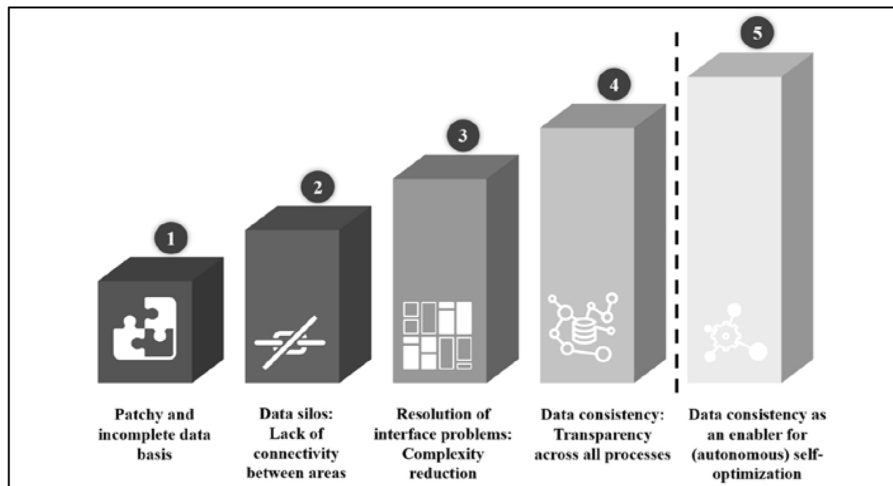 1
2
3
4
5
Patchy and
incomplete data
basis
Data silos:
Lack of
connectivity
between areas
Resolution of
interface problems:
Complexity
reduction
Data consistency:
Transparency
across all processes
Data consistency as
an enabler for
(autonomous) self-
optimization